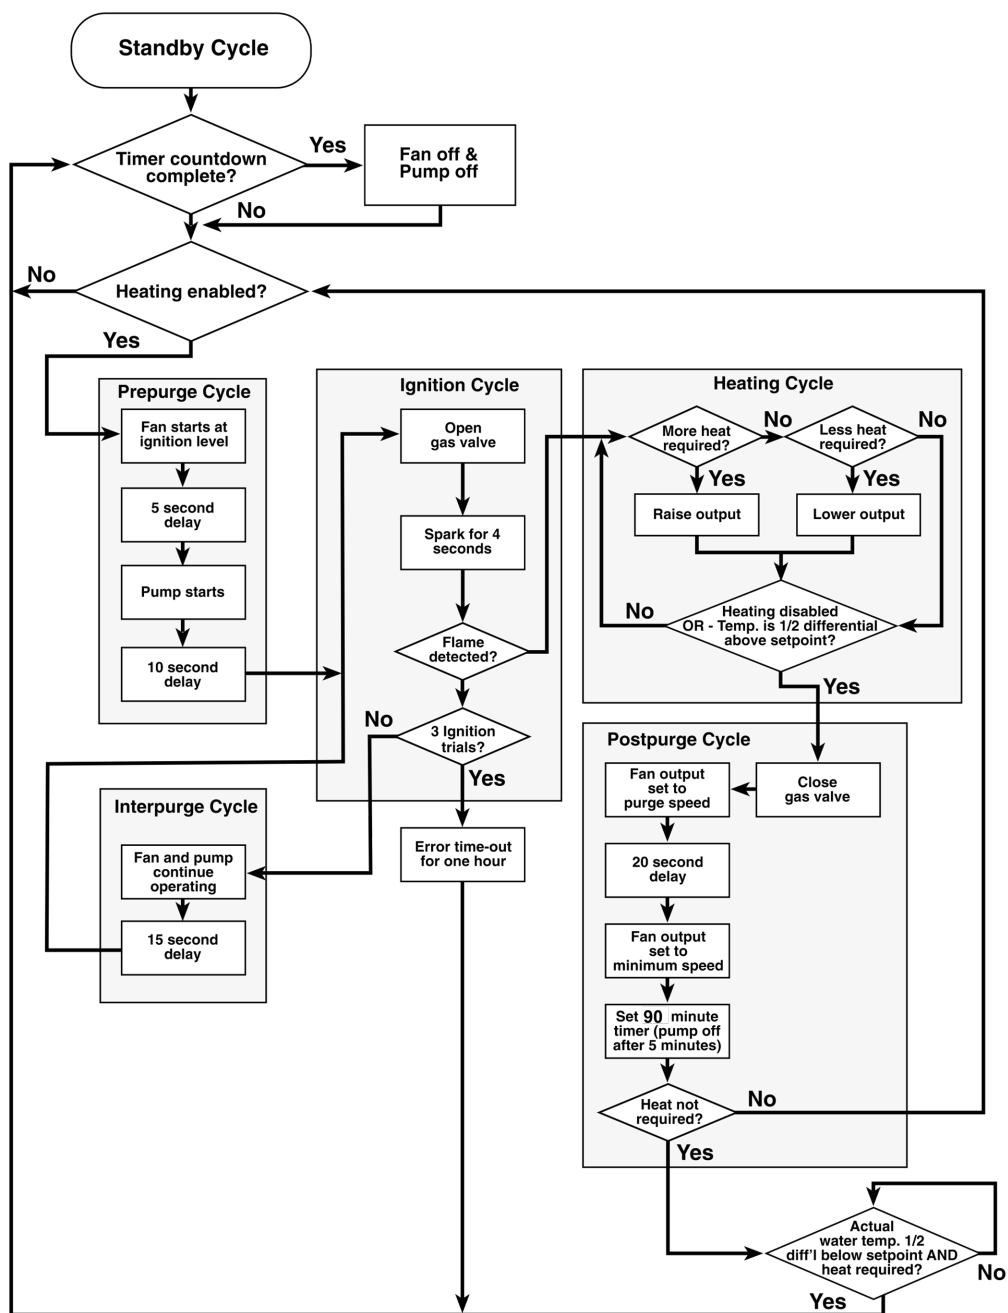 Standby Cycle
Timer countdown
complete?
Yes
Fan off &
Pump off
No
Heating enabled?
No
Yes
Prepurge Cycle
Fan starts at
ignition level
5 second
delay
Pump starts
10 second
delay
Ignition Cycle
Open
gas valve
Spark for 4
seconds
Flame
detected?
3 Ignition
trials?
No
Yes
Error time-out
for one hour
Interpurge Cycle
Fan and pump
continue
operating
15 second
delay
Heating Cycle
More heat
required?
No
Less heat
required?
No
Yes
Yes
Raise output
Lower output
Heating disabled
OR - Temp. is 1/2 differential
above setpoint?
No
Yes
Postpurge Cycle
Close
gas valve
Fan output
set to
purge speed
20 second
delay
Fan output
set to
minimum speed
Set 90 minute
timer (pump off
after 5 minutes)
Heat not
required?
No
Yes
Actual
water temp. 1/2
diff'l below setpoint AND
heat required?
No
Yes